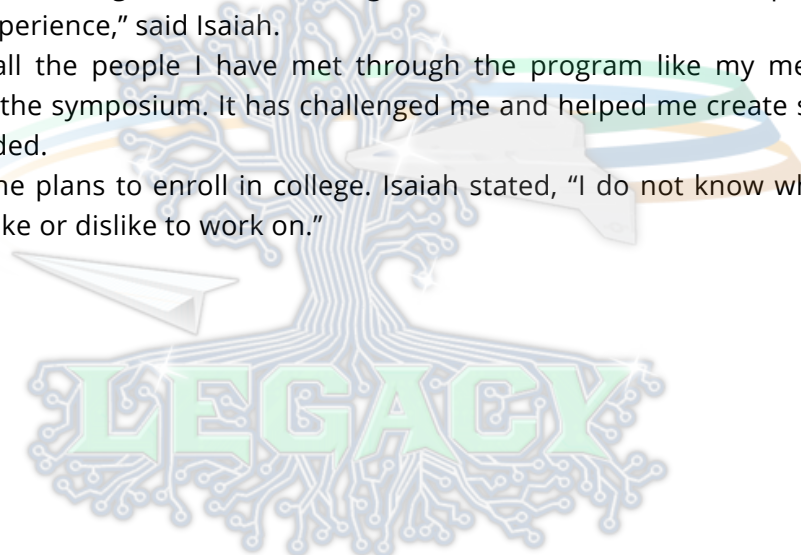 perience,” said Isaiah.
all the people I have met through the program like my me
the symposium. It has challenged me and helped me create s
ded.
ne plans to enroll in college. Isaiah stated, “I do not know wh
ke or dislike to work on.”
LEGACY